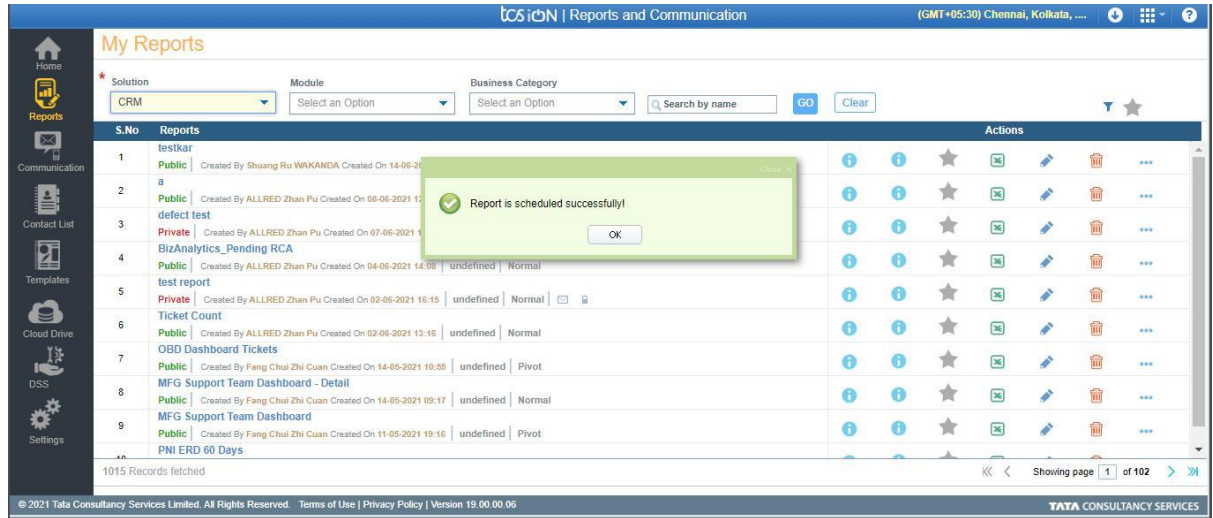 tcs iON | Reports and Communication
(GMT+05:30) Chennai, Kolkata, ....
Home
Reports
Communication
Contact List
Templates
Cloud Drive
DSS
Settings
My Reports
* Solution Module Business Category
CRM Select an Option Select an Option Search by name GO Clear
S.No Reports Actions
1 testkar
Public Created By Shuang Ru WAKANDA Created On
2 a
Public Created By ALLRED Zhan Pu Created On 08-06-2021
3 defect test
Private Created By ALLRED Zhan Pu Created On 07-06-2021
4 BizAnalytics_Pending RCA
Public Created By ALLRED Zhan Pu Created On 04-06-2021 14:08 undefined Normal
5 test report
Private Created By ALLRED Zhan Pu Created On 02-06-2021 16:15 undefined Normal
6 Ticket Count
Public Created By ALLRED Zhan Pu Created On 02-06-2021 13:16 undefined Normal
7 OBD Dashboard Tickets
Public Created By Fang Chui Zhi Cuan Created On 14-05-2021 10:55 undefined Pivot
8 MFG Support Team Dashboard - Detail
Public Created By Fang Chui Zhi Cuan Created On 14-05-2021 09:17 undefined Normal
9 MFG Support Team Dashboard
Public Created By Fang Chui Zhi Cuan Created On 11-05-2021 19:16 undefined Pivot
PNI ERD 60 Days
Close X
Report is scheduled successfully!
OK
1015 Records fetched
Showing page 1 of 102
© 2021 Tata Consultancy Services Limited. All Rights Reserved. Terms of Use | Privacy Policy | Version 19.00.00.06
TATA CONSULTANCY SERVICES